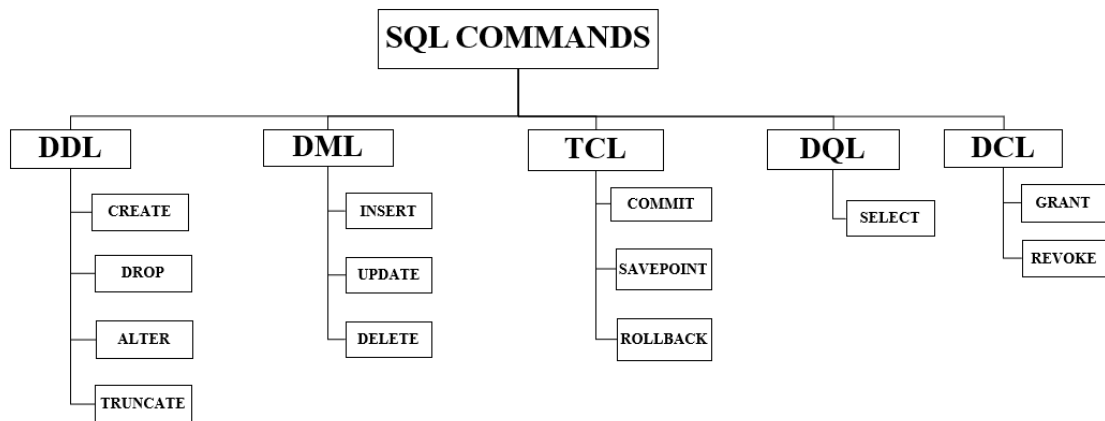 SQL COMMANDS
DDL
DML
TCL
DQL
DCL
CREATE
DROP
ALTER
TRUNCATE
INSERT
UPDATE
DELETE
COMMIT
SAVEPOINT
ROLLBACK
SELECT
GRANT
REVOKE